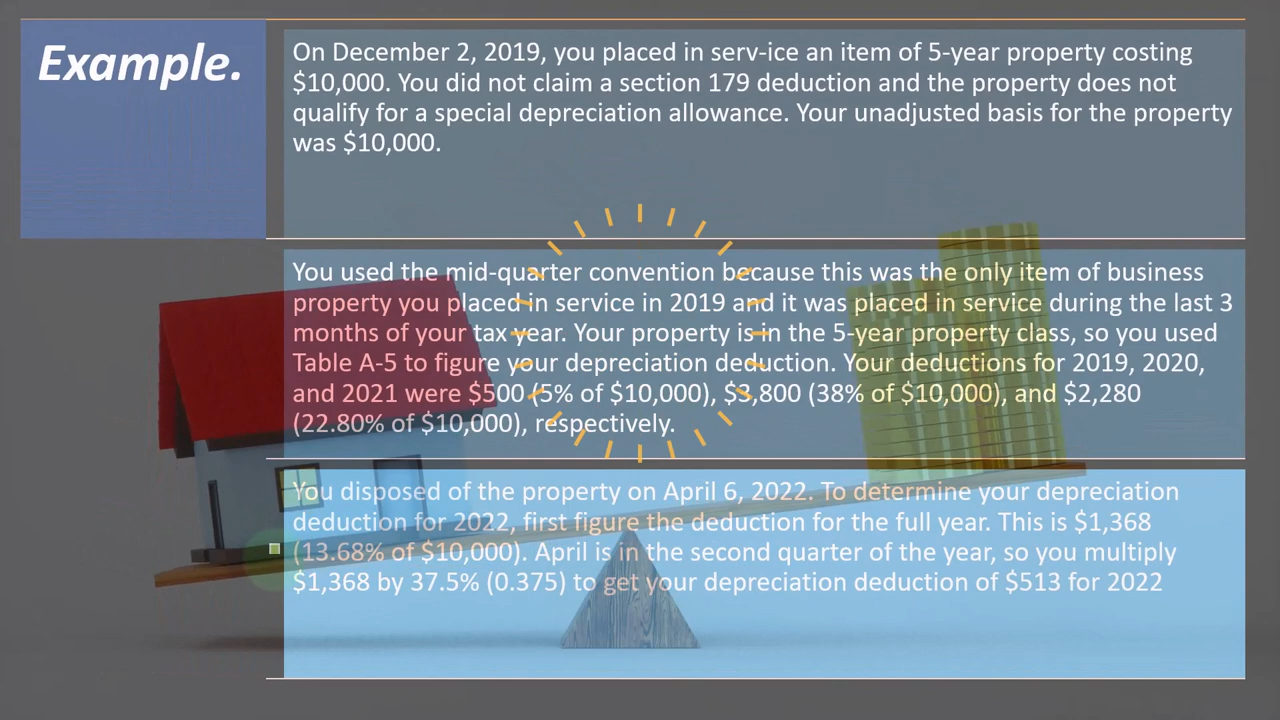 Example.
On December 2, 2019, you placed in serv-ice an item of 5-year property costing
$10,000. You did not claim a section 179 deduction and the property does not
qualify for a special depreciation allowance. Your unadjusted basis for the property
was $10,000.
You used the mid-quarter convention because this was the only item of business
property you placed in service in 2019 and it was placed in service during the last 3
months of your tax year. Your property is in the 5-year property class, so you used
Table A-5 to figure your depreciation deduction. Your deductions for 2019, 2020,
and 2021 were $500 (5% of $10,000), $3,800 (38% of $10,000), and $2,280
(22.80% of $10,000), respectively.
You disposed of the property on April 6, 2022. To determine your depreciation
deduction for 2022, first figure the deduction for the full year. This is $1,368
(13.68% of $10,000). April is in the second quarter of the year, so you multiply
$1,368 by 37.5% (0.375) to get your depreciation deduction of $513 for 2022